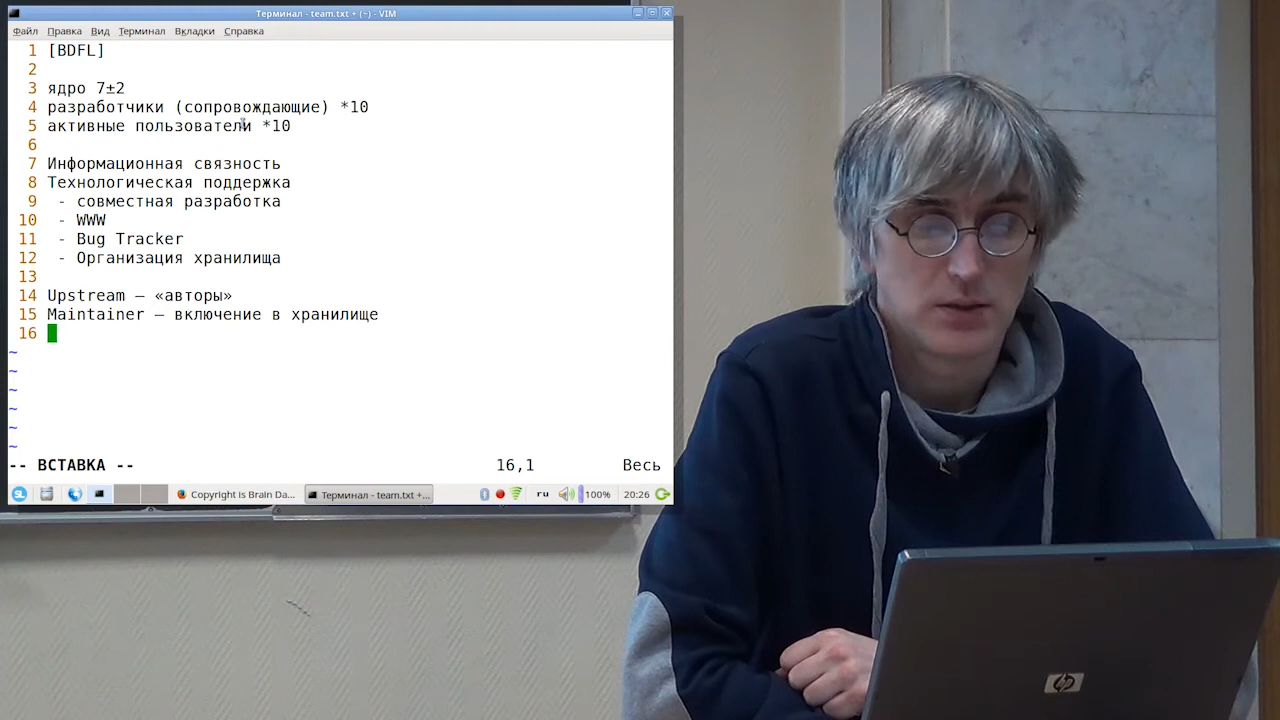 Терминал - team.txt + (~) - VIM
Файл Правка Вид Терминал Вкладки Справка
1 [BDFL]
2
3 ядро 7±2
4 разработчики (сопровождающие) *10
5 активные пользователи *10
6
7 Информационная связность
8 Технологическая поддержка
9 - совместная разработка
10 - WWW
11 - Bug Tracker
12 - Организация хранилища
13
14 Upstream — «авторы»
15 Maintainer — включение в хранилище
16
~
~
~
~
~
~
-- ВСТАВКА -- 16,1 Весь
SL Copyright is Brain Da... Терминал - team.txt +... ru 100% 20:26
hp